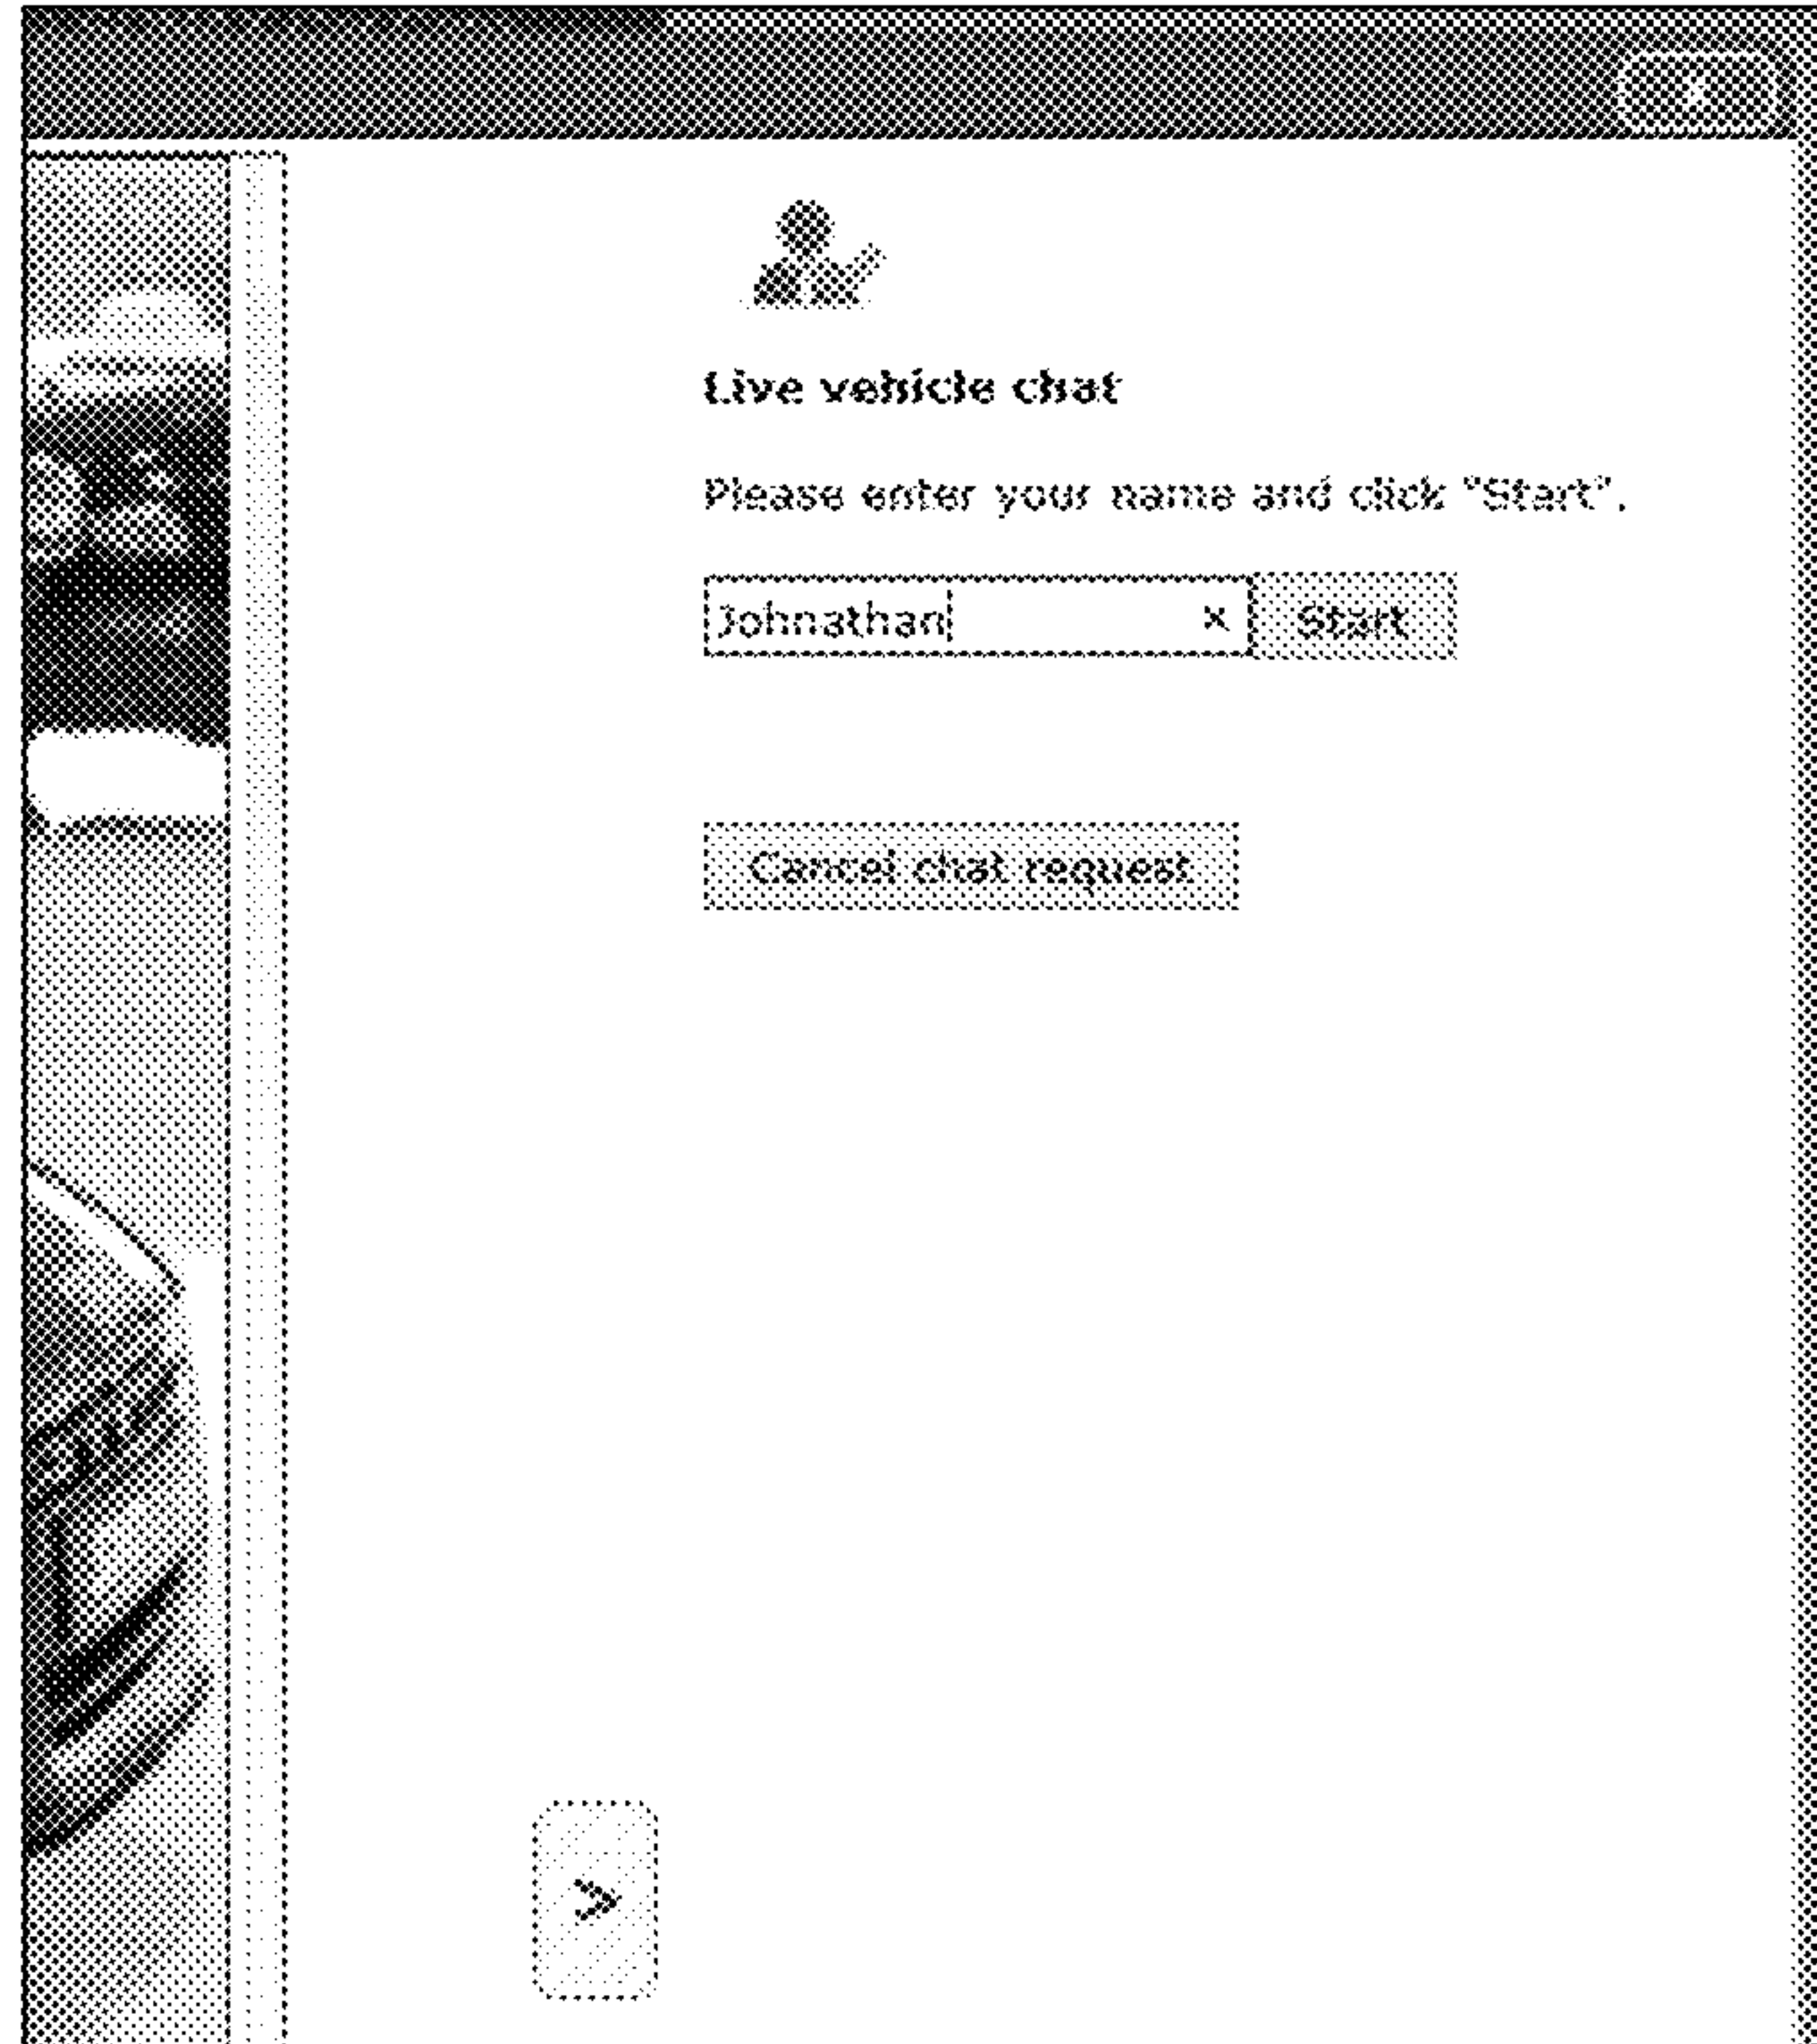 x
Live vehicle chat
Please enter your name and click "Start".
Johnathan x Start
Cancel chat request
>